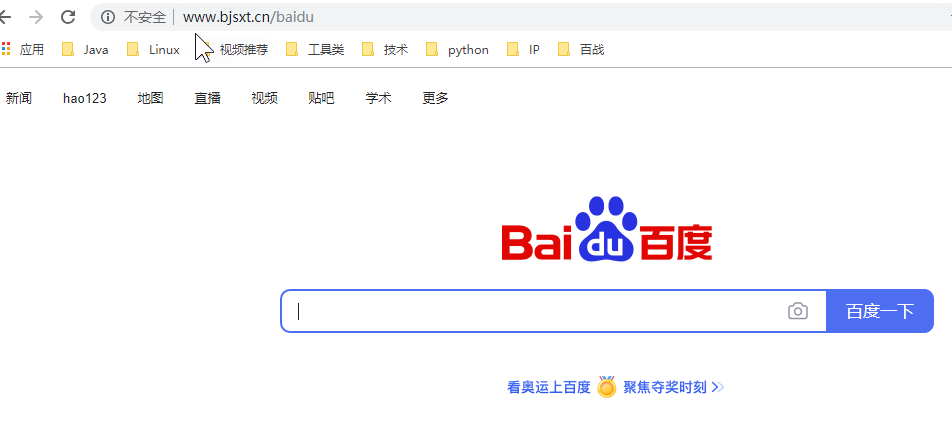 不安全 www.bjsxt.cn/baidu
应用 Java Linux 视频推荐 工具类 技术 python IP 百战
新闻 hao123 地图 直播 视频 贴吧 学术 更多
Bai du 百度
百度一下
看奥运上百度 聚焦夺奖时刻